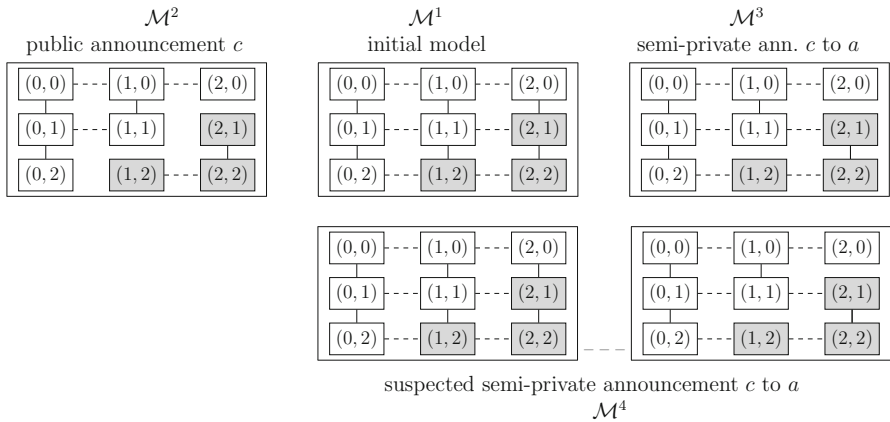 M² M¹ M³
public announcement c initial model semi-private ann. c to a
(0, 0) (1, 0) (2, 0) (0, 0) (1, 0) (2, 0) (0, 0) (1, 0) (2, 0)
(0, 1) (1, 1) (2, 1) (0, 1) (1, 1) (2, 1) (0, 1) (1, 1) (2, 1)
(0, 2) (1, 2) (2, 2) (0, 2) (1, 2) (2, 2) (0, 2) (1, 2) (2, 2)
(0, 0) (1, 0) (2, 0) (0, 0) (1, 0) (2, 0)
(0, 1) (1, 1) (2, 1) (0, 1) (1, 1) (2, 1)
(0, 2) (1, 2) (2, 2) (0, 2) (1, 2) (2, 2)
suspected semi-private announcement c to a
M⁴